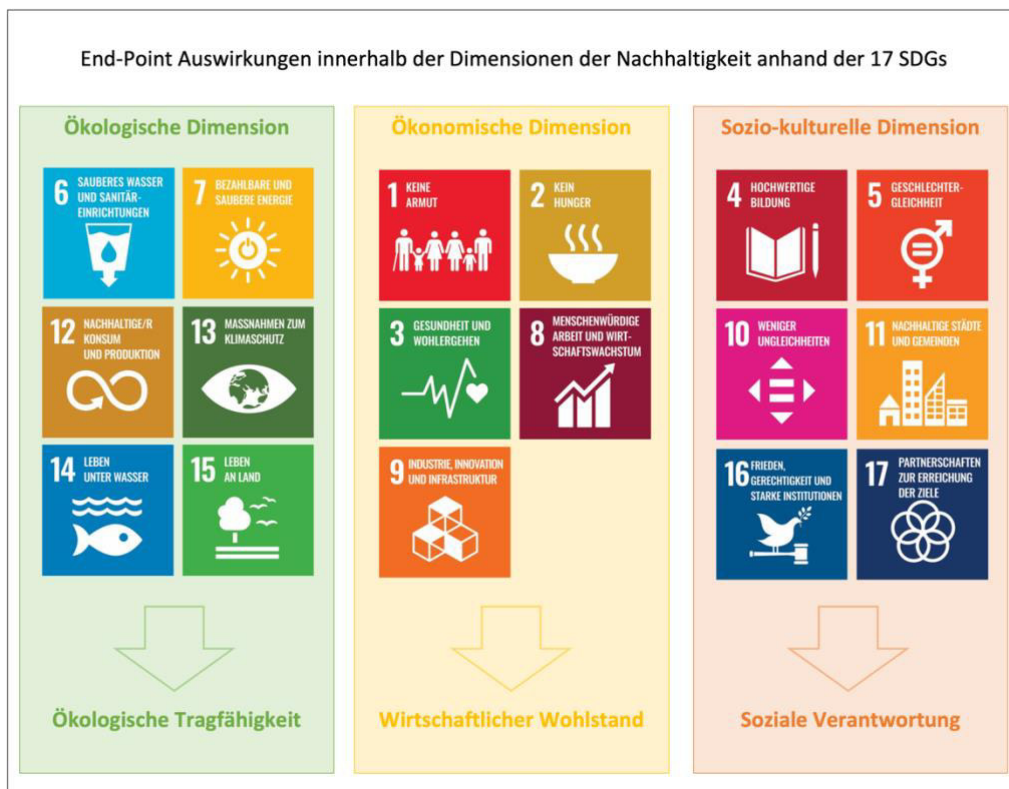 End-Point Auswirkungen innerhalb der Dimensionen der Nachhaltigkeit anhand der 17 SDGs
Ökologische Dimension
6 SAUBERES WASSER
UND SANITÄR-
EINRICHTUNGEN
7 BEZAHLBARE UND
SAUBERE ENERGIE
12 NACHHALTIGE/R
KONSUM
UND PRODUKTION
13 MASSNAHMEN ZUM
KLIMASCHUTZ
14 LEBEN
UNTER WASSER
15 LEBEN
AN LAND
Ökologische Tragfähigkeit
Ökonomische Dimension
1 KEINE
ARMUT
2 KEIN
HUNGER
3 GESUNDHEIT UND
WOHLERGEHEN
8 MENSCHENWÜRDIGE
ARBEIT UND WIRT-
SCHAFTSWACHSTUM
9 INDUSTRIE, INNOVATION
UND INFRASTRUKTUR
Wirtschaftlicher Wohlstand
Sozio-kulturelle Dimension
4 HOCHWERTIGE
BILDUNG
5 GESCHLECHTER-
GLEICHHEIT
10 WENIGER
UNGLEICHHEITEN
11 NACHHALTIGE STÄDTE
UND GEMEINDEN
16 FRIEDEN,
GERECHTIGKEIT UND
STARKE INSTITUTIONEN
17 PARTNERSCHAFTEN
ZUR ERREICHUNG
DER ZIELE
Soziale Verantwortung